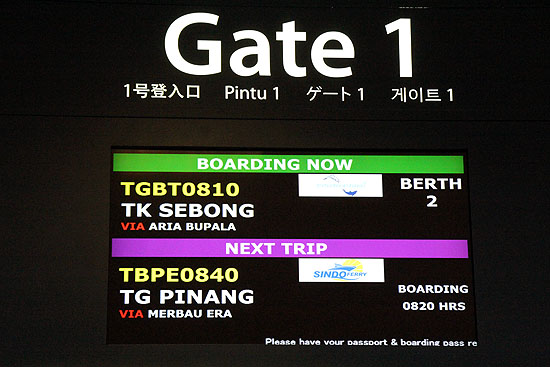 Gate 1
1号登入口 Pintu 1 ゲート 1 게이트 1
BOARDING NOW
TGBT0810
BERTH
TK SEBONG
2
VIA ARIA BUPALA
NEXT TRIP
TBPE0840
SINDO FERRY
BOARDING
TG PINANG
0820 HRS
VIA MERBAU ERA
Please have your passport & boarding pass re